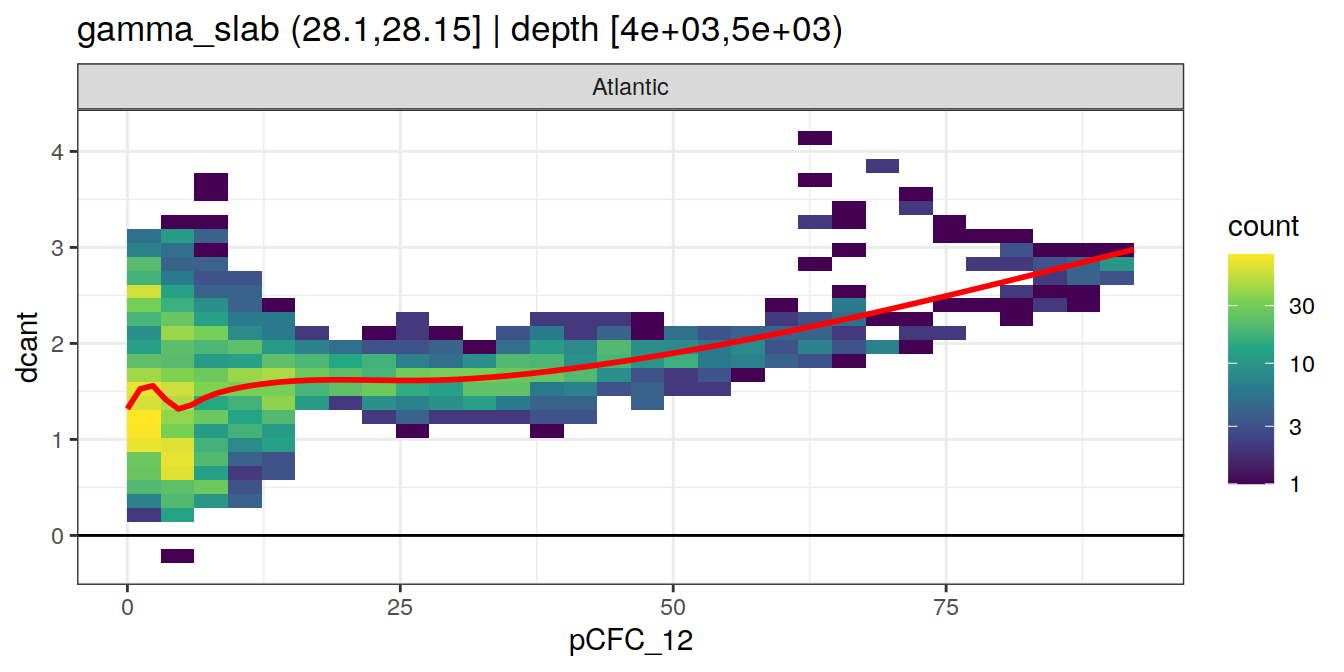 gamma_slab (28.1,28.15] | depth [4e+03,5e+03)
Atlantic
4
3
2
1
0
dcant
0
25
50
75
pCFC_12
count
30
10
3
1